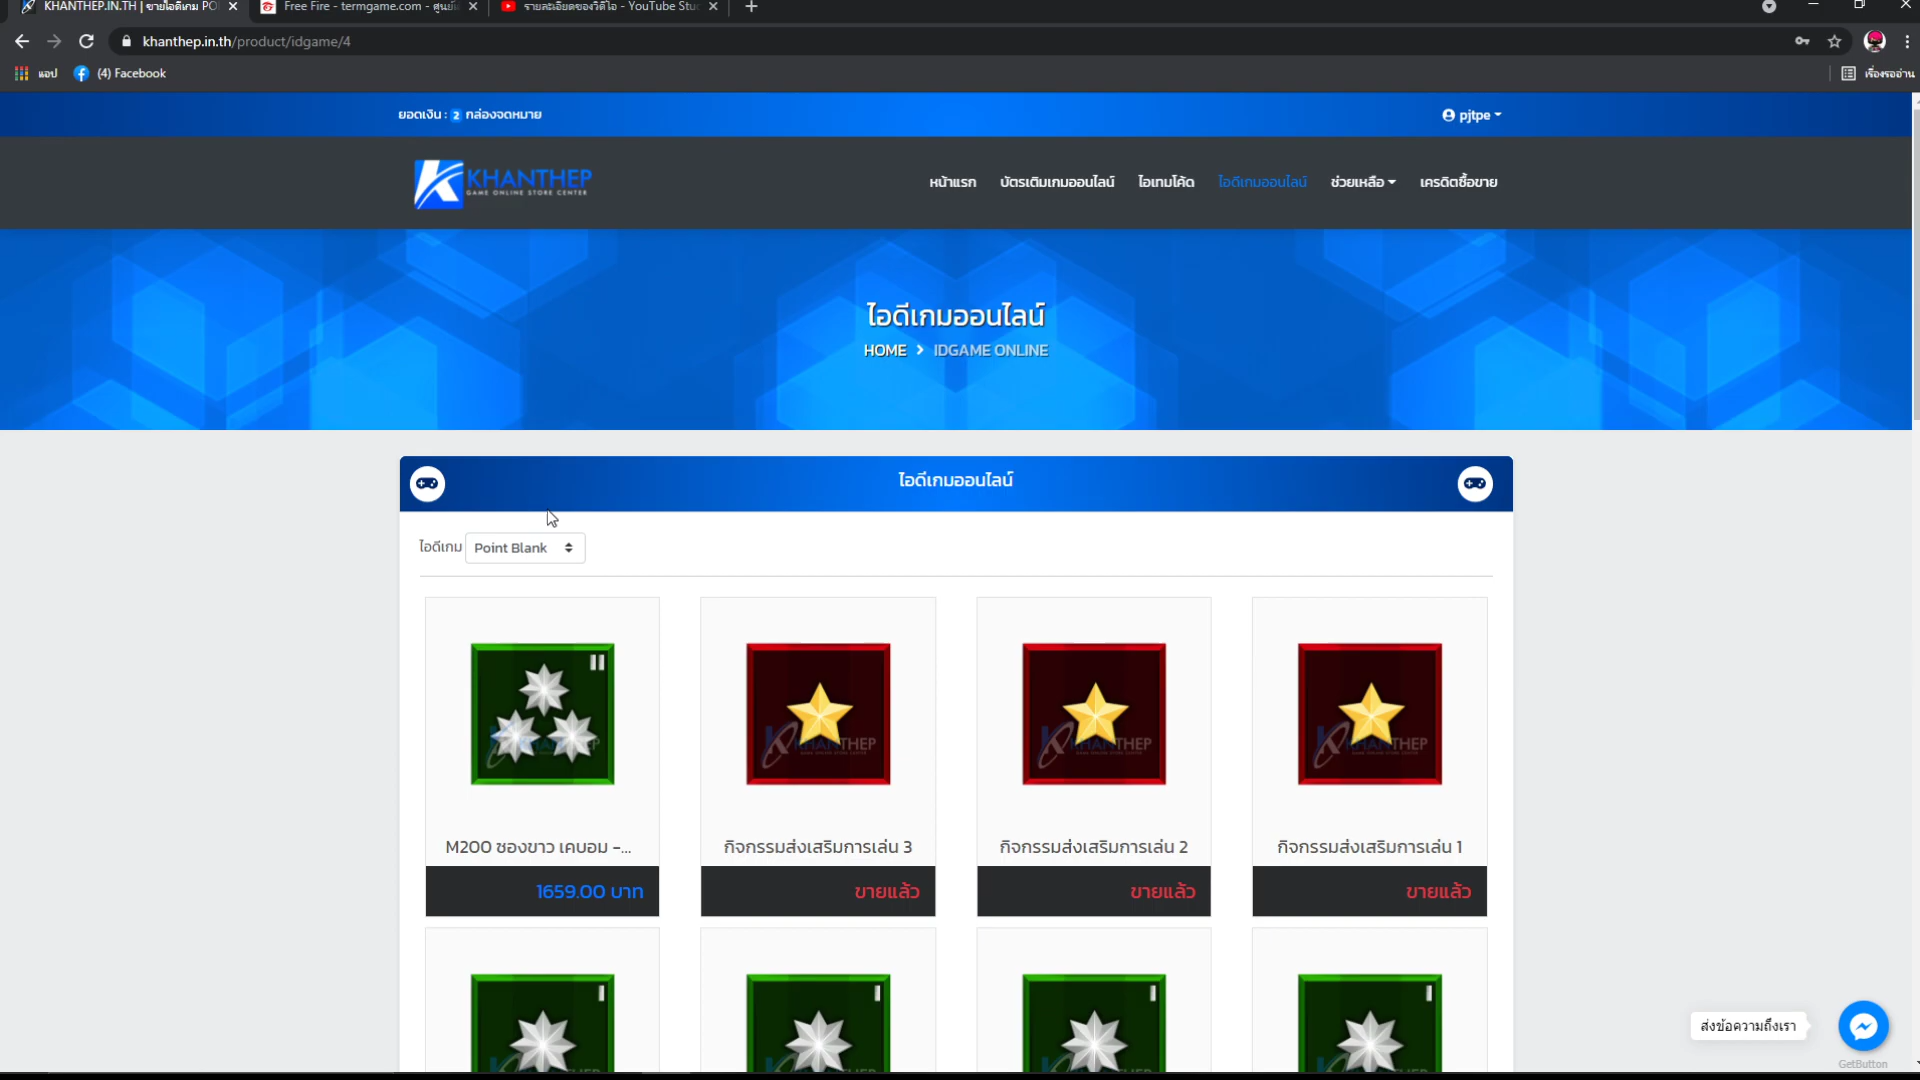 KHANTHEP.IN.TH | ขายไอดีเกม PO
Free Fire - termgame.com - ศูนย์
รายละเอียดของวิดีโอ - YouTube Stu
khanthep.in.th/product/idgame/4
แอป
(4) Facebook
เรื่องรออ่าน
ยอดเงิน : 2 กล่องจดหมาย
pjtpe
KHANTHEP
GAME ONLINE STORE CENTER
หน้าแรก
บัตรเติมเกมออนไลน์
ไอเทมโค้ด
ไอดีเกมออนไลน์
ช่วยเหลือ
เครดิตซื้อขาย
ไอดีเกมออนไลน์
HOME > IDGAME ONLINE
ไอดีเกมออนไลน์
ไอดีเกม Point Blank
M200 ซองขาว เคบอม -...
กิจกรรมส่งเสริมการเล่น 3
กิจกรรมส่งเสริมการเล่น 2
กิจกรรมส่งเสริมการเล่น 1
1659.00 บาท
ขายแล้ว
ขายแล้ว
ขายแล้ว
ส่งข้อความถึงเรา
GetButton